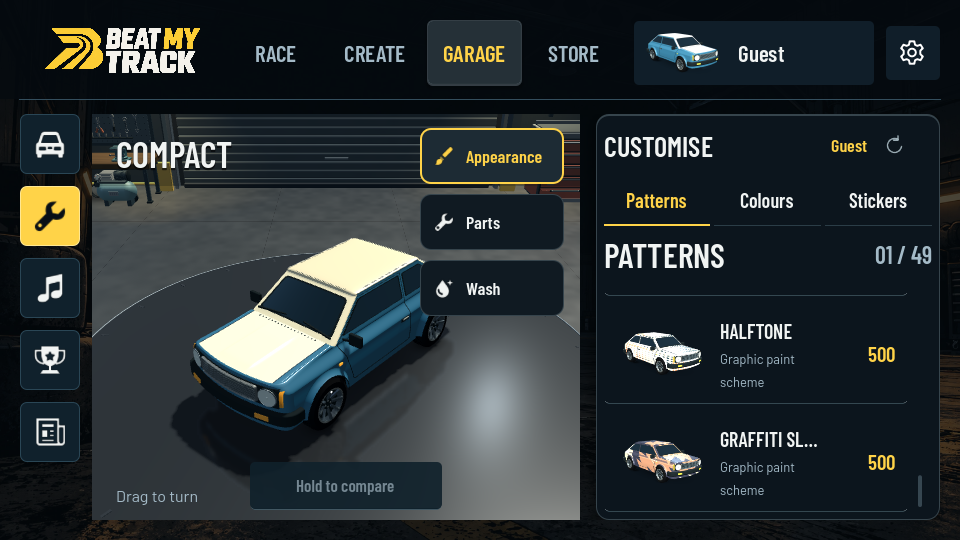 BEAT MY
TRACK
RACE
CREATE
GARAGE
STORE
Guest
COMPACT
Appearance
Parts
Wash
Drag to turn
Hold to compare
CUSTOMISE
Guest
Patterns
Colours
Stickers
PATTERNS
01 / 49
HALFTONE
Graphic paint
scheme
500
GRAFFITI SL...
Graphic paint
scheme
500